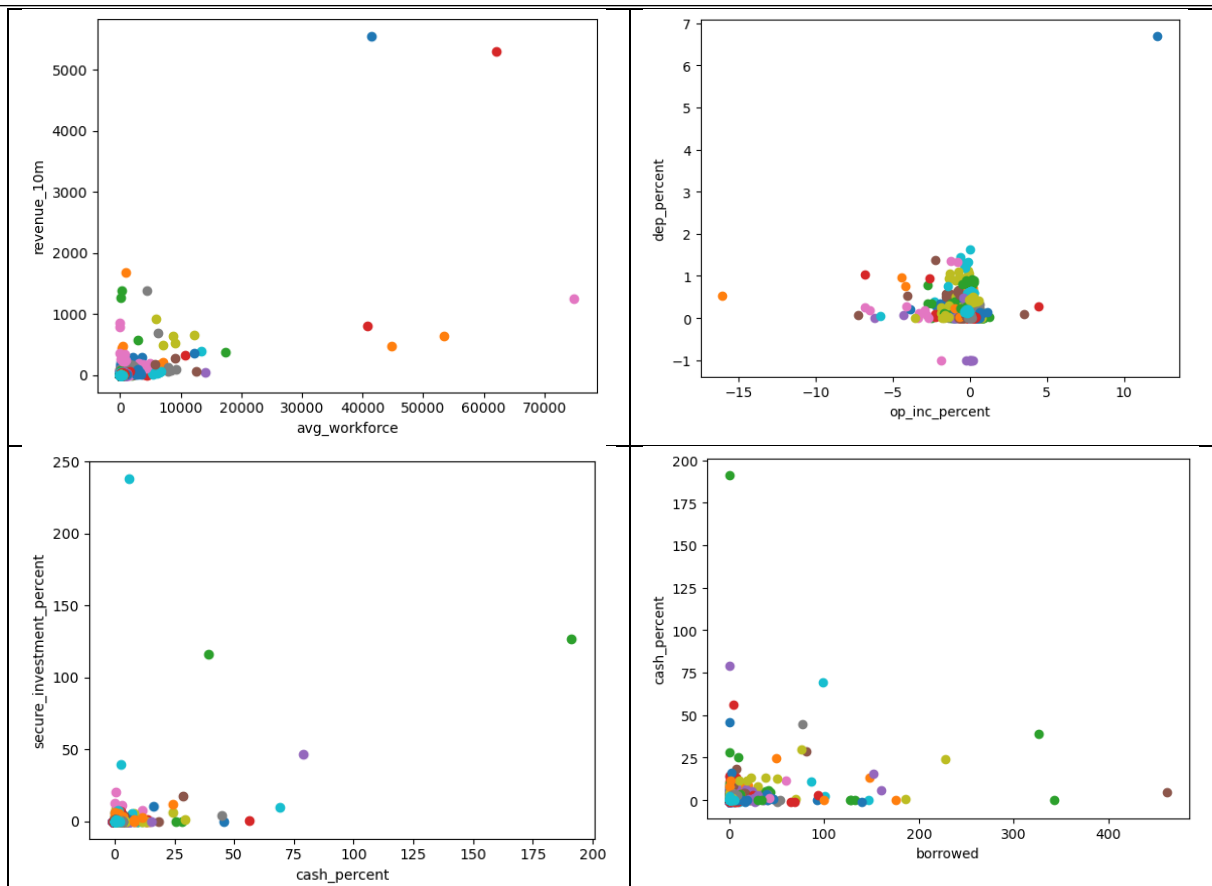 5000
4000
3000
2000
1000
0
revenue_10m
0 10000 20000 30000 40000 50000 60000 70000
avg_workforce
7
6
5
4
3
2
1
0
−1
dep_percent
−15 −10 −5 0 5 10
op_inc_percent
250
200
150
100
50
0
secure_investment_percent
0 25 50 75 100 125 150 175 200
cash_percent
200
175
150
125
100
75
50
25
0
cash_percent
0 100 200 300 400
borrowed